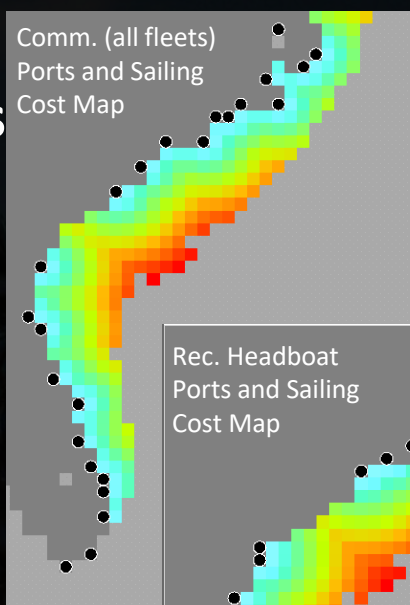 Comm. (all fleets)
Ports and Sailing
Cost Map
s
Rec. Headboat
Ports and Sailing
Cost Map